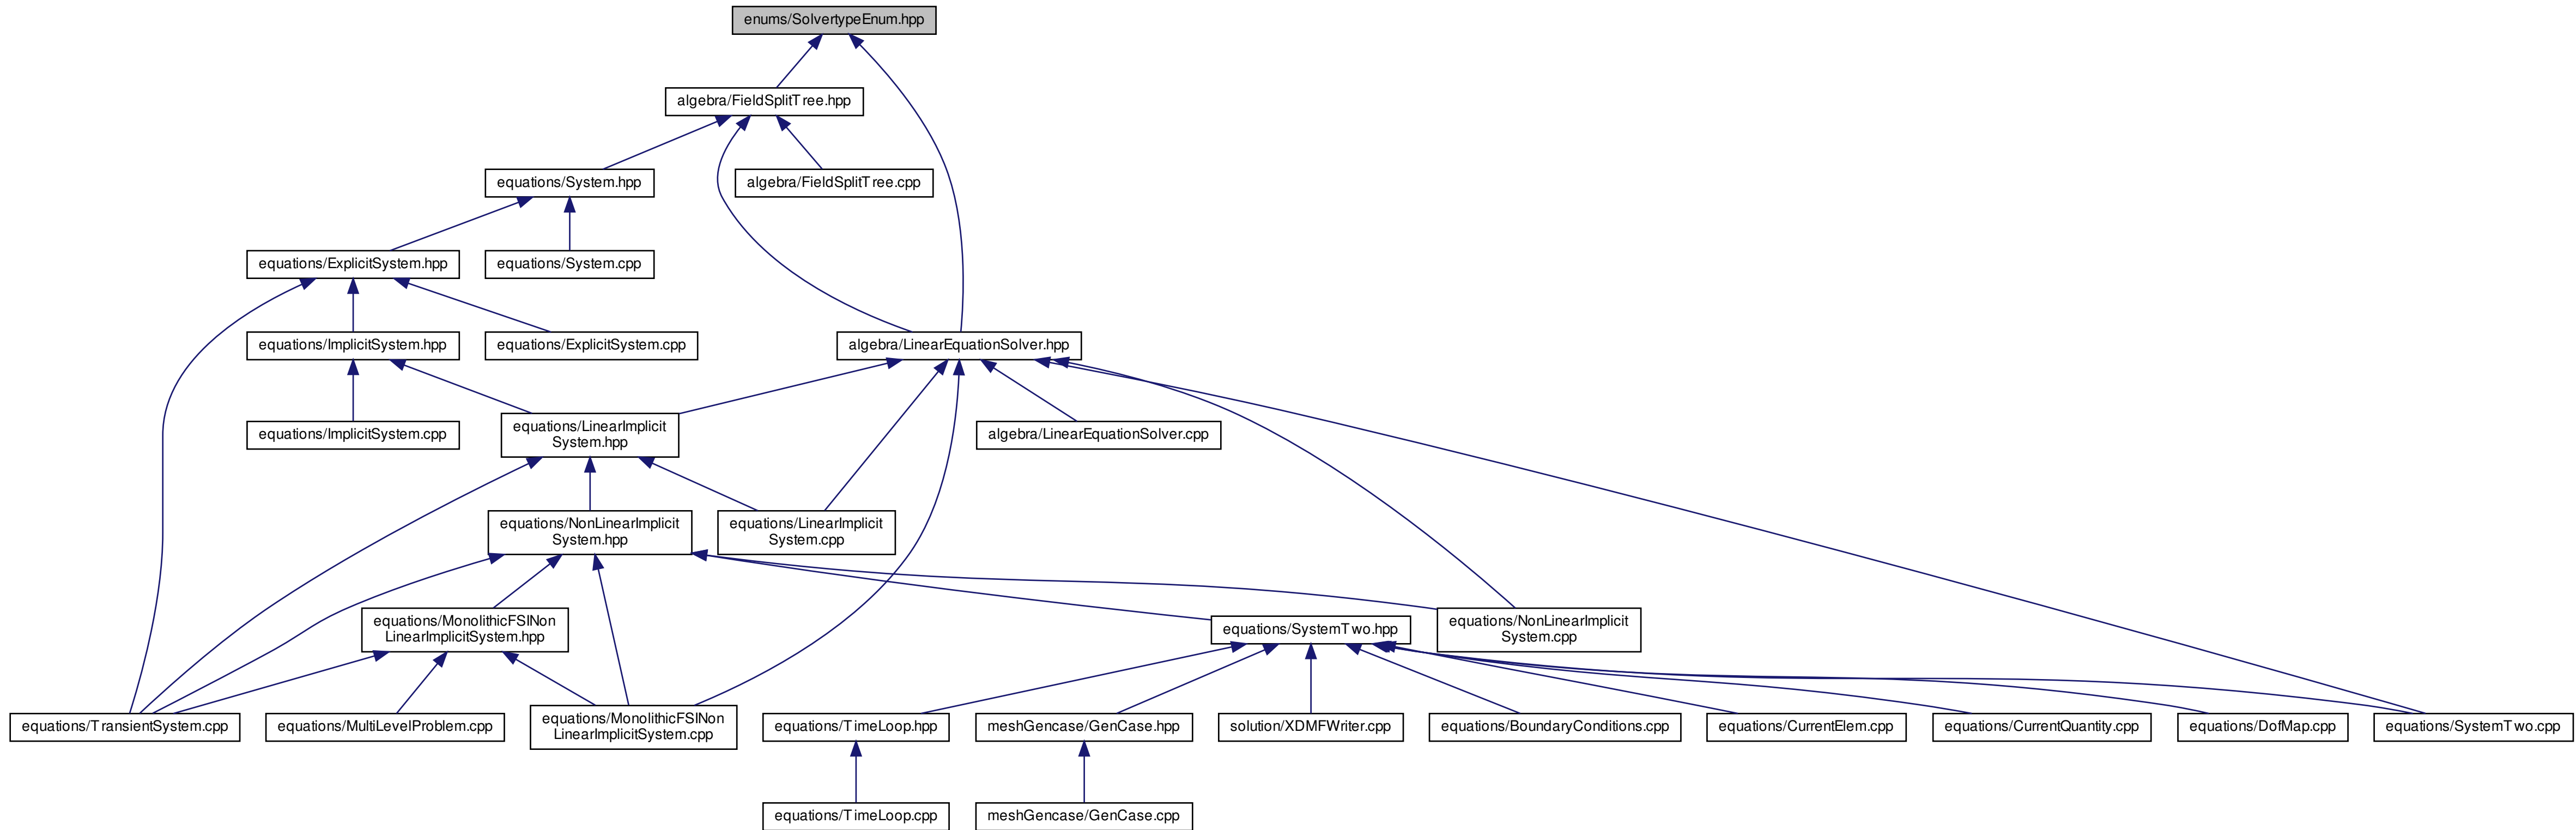 enums/SolvertypeEnum.hpp
algebra/FieldSplitTree.hpp
equations/System.hpp
algebra/FieldSplitTree.cpp
equations/ExplicitSystem.hpp
equations/System.cpp
equations/ImplicitSystem.hpp
equations/ExplicitSystem.cpp
algebra/LinearEquationSolver.hpp
equations/ImplicitSystem.cpp
equations/LinearImplicit
System.hpp
algebra/LinearEquationSolver.cpp
equations/NonLinearImplicit
System.hpp
equations/LinearImplicit
System.cpp
equations/MonolithicFSINon
LinearImplicitSystem.hpp
equations/SystemTwo.hpp
equations/NonLinearImplicit
System.cpp
equations/TransientSystem.cpp
equations/MultiLevelProblem.cpp
equations/MonolithicFSINon
LinearImplicitSystem.cpp
equations/TimeLoop.hpp
meshGencase/GenCase.hpp
solution/XDMFWriter.cpp
equations/BoundaryConditions.cpp
equations/CurrentElem.cpp
equations/CurrentQuantity.cpp
equations/DofMap.cpp
equations/SystemTwo.cpp
equations/TimeLoop.cpp
meshGencase/GenCase.cpp